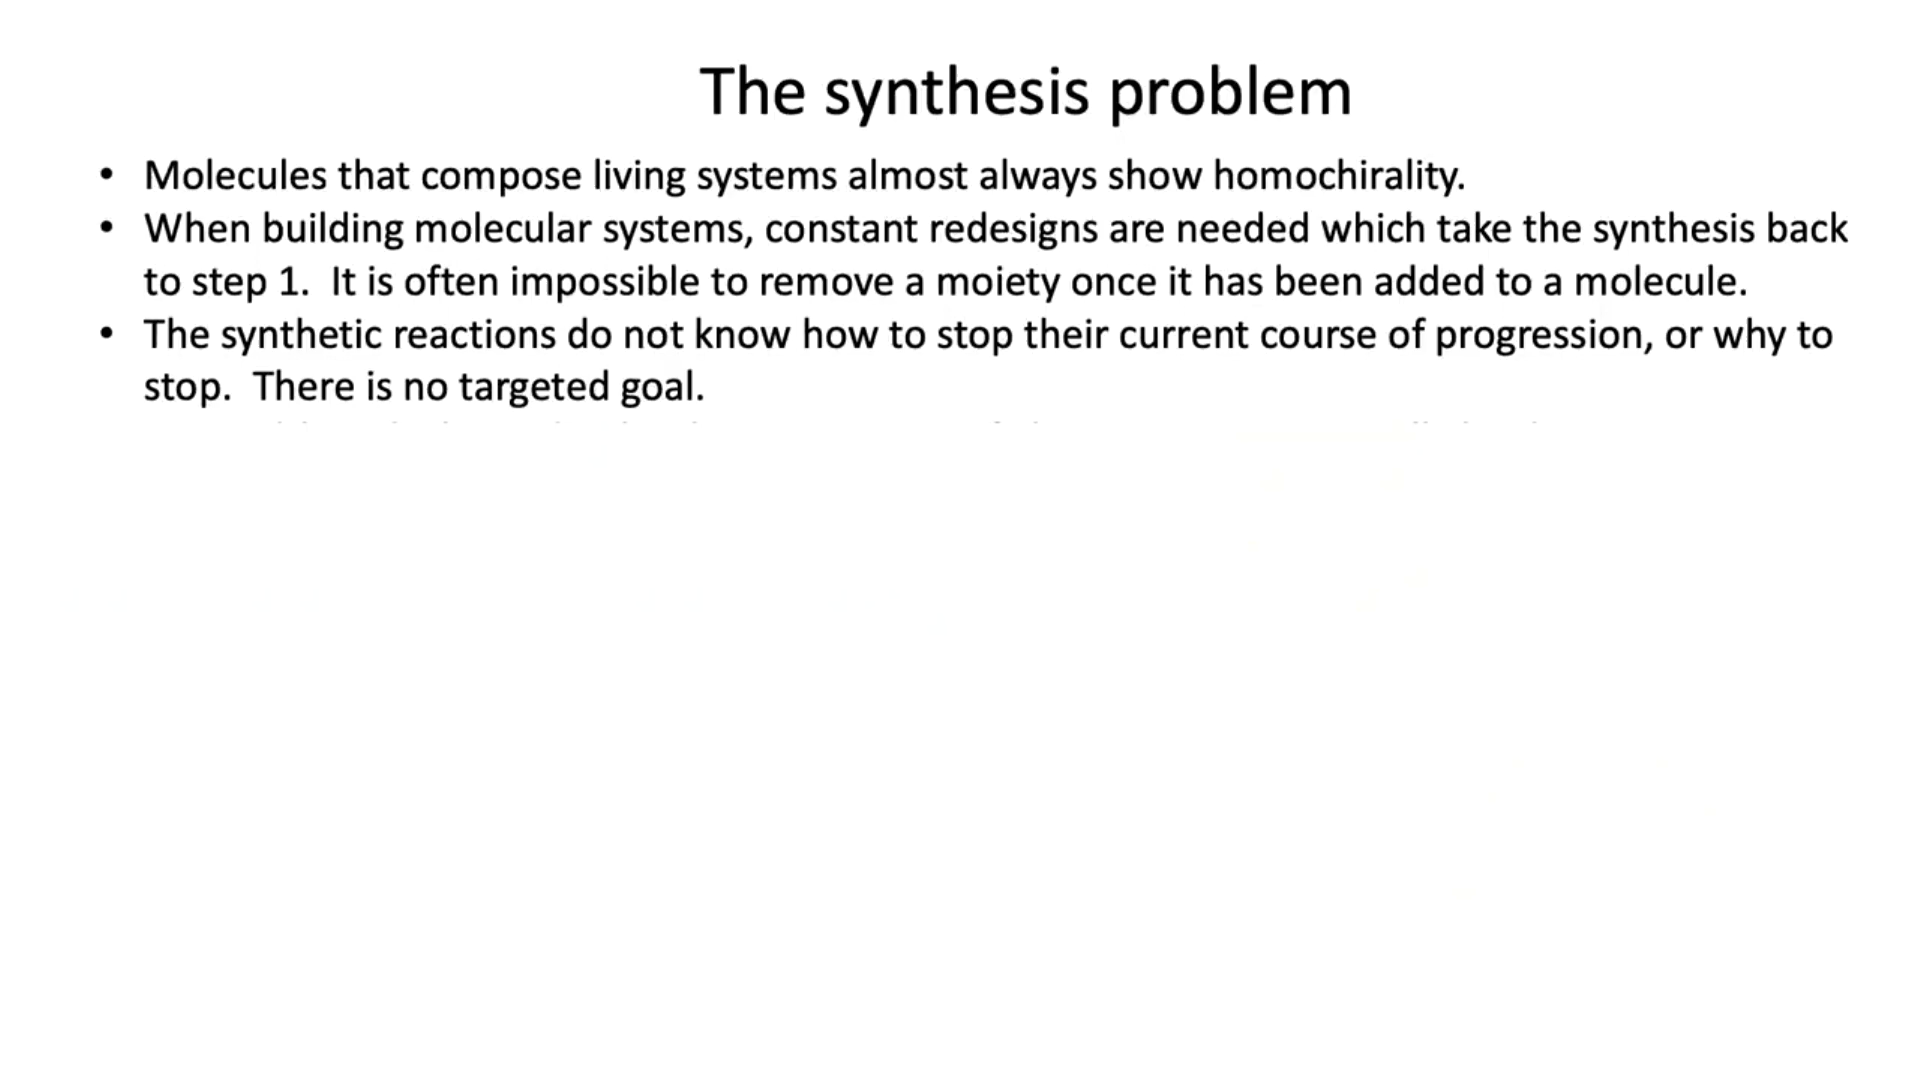 The synthesis problem
• Molecules that compose living systems almost always show homochirality.
• When building molecular systems, constant redesigns are needed which take the synthesis back
to step 1.  It is often impossible to remove a moiety once it has been added to a molecule.
• The synthetic reactions do not know how to stop their current course of progression, or why to
stop.  There is no targeted goal.